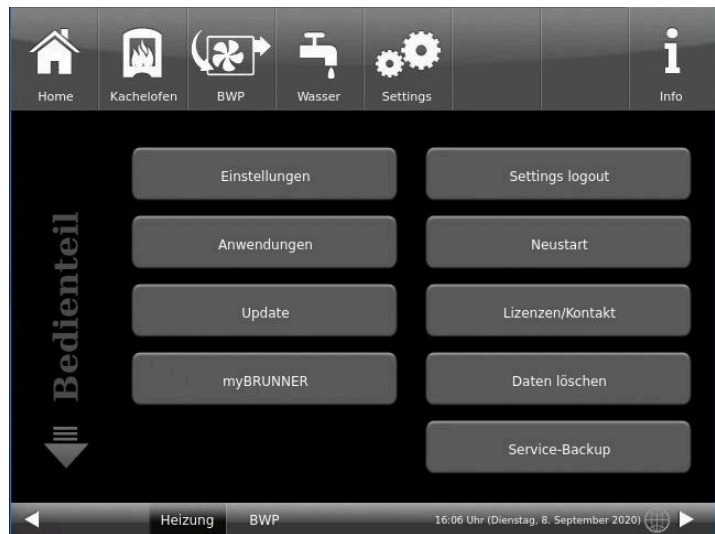 Home Kachelofen BWP Wasser Settings Info
Bedienteil
Einstellungen Settings logout
Anwendungen Neustart
Update Lizenzen/Kontakt
myBRUNNER Daten löschen
Service-Backup
Heizung BWP 16:06 Uhr (Dienstag, 8. September 2020)